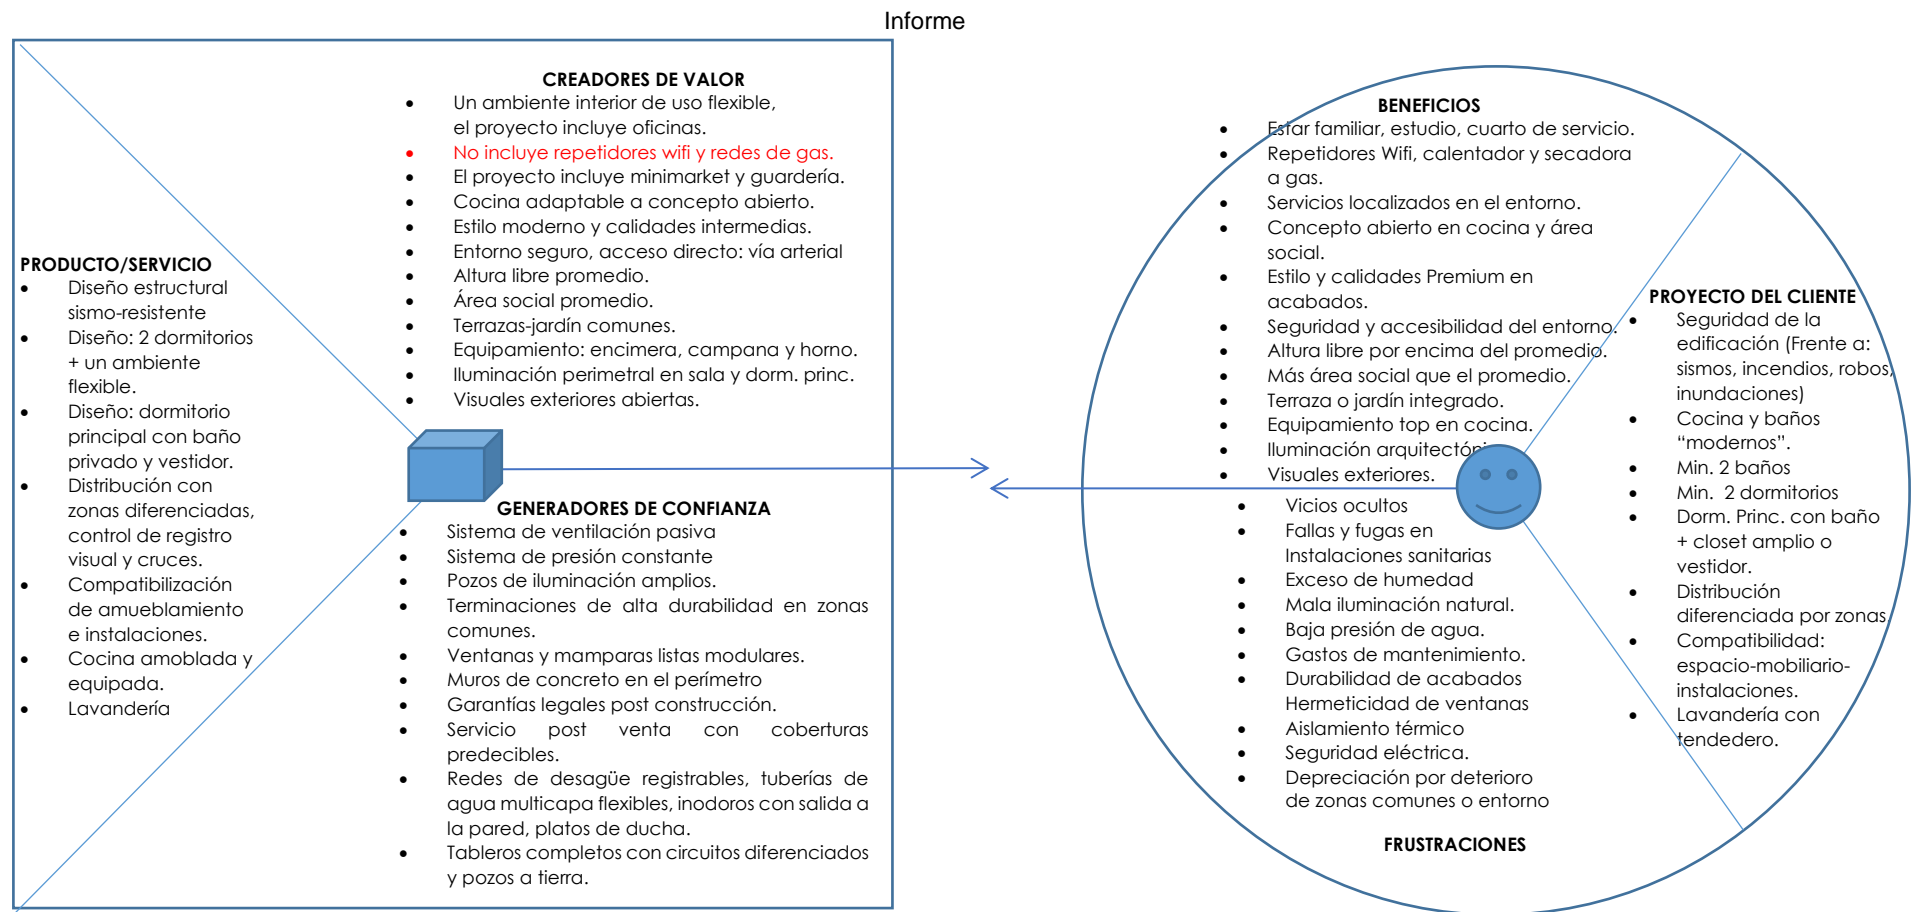 Informe
CREADORES DE VALOR
• Un ambiente interior de uso flexible,
el proyecto incluye oficinas.
• No incluye repetidores wifi y redes de gas.
• El proyecto incluye minimarket y guardería.
• Cocina adaptable a concepto abierto.
• Estilo moderno y calidades intermedias.
• Entorno seguro, acceso directo: vía arterial
• Altura libre promedio.
• Área social promedio.
• Terrazas-jardín comunes.
• Equipamiento: encimera, campana y horno.
• Iluminación perimetral en sala y dorm. princ.
• Visuales exteriores abiertas.
PRODUCTO/SERVICIO
• Diseño estructural
sismo-resistente
• Diseño: 2 dormitorios
+ un ambiente
flexible.
• Diseño: dormitorio
principal con baño
privado y vestidor.
• Distribución con
zonas diferenciadas,
control de registro
visual y cruces.
• Compatibilización
de amueblamiento
e instalaciones.
• Cocina amoblada y
equipada.
• Lavandería
GENERADORES DE CONFIANZA
• Sistema de ventilación pasiva
• Sistema de presión constante
• Pozos de iluminación amplios.
• Terminaciones de alta durabilidad en zonas
comunes.
• Ventanas y mamparas listas modulares.
• Muros de concreto en el perímetro
• Garantías legales post construcción.
• Servicio post venta con coberturas
predecibles.
• Redes de desagüe registrables, tuberías de
agua multicapa flexibles, inodoros con salida a
la pared, platos de ducha.
• Tableros completos con circuitos diferenciados
y pozos a tierra.
BENEFICIOS
• Estar familiar, estudio, cuarto de servicio.
• Repetidores Wifi, calentador y secadora
a gas.
• Servicios localizados en el entorno.
• Concepto abierto en cocina y área
social.
• Estilo y calidades Premium en
acabados.
• Seguridad y accesibilidad del entorno.
• Altura libre por encima del promedio.
• Más área social que el promedio.
• Terraza o jardín integrado.
• Equipamiento top en cocina.
• Iluminación
• Visuales exteriores.
• Vicios ocultos
• Fallas y fugas en
Instalaciones sanitarias
• Exceso de humedad
• Mala iluminación natural.
• Baja presión de agua.
• Gastos de mantenimiento.
• Durabilidad de acabados
Hermeticidad de ventanas
• Aislamiento térmico
• Seguridad eléctrica.
• Depreciación por deterioro
de zonas comunes o entorno
FRUSTRACIONES
PROYECTO DEL CLIENTE
• Seguridad de la
edificación (Frente a:
sismos, incendios, robos,
inundaciones)
• Cocina y baños
“modernos”.
• Min. 2 baños
• Min. 2 dormitorios
• Dorm. Princ. con baño
+ closet amplio o
vestidor.
• Distribución
diferenciada por zonas.
• Compatibilidad:
espacio-mobiliario-
instalaciones.
• Lavandería con
tendedero.